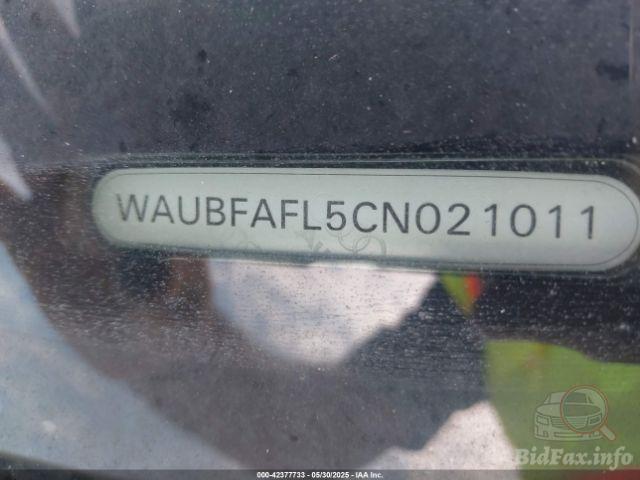 WAUBFAFL5CN021011
BidFax.info
000-42377733 - 05/30/2025 - IAA Inc.